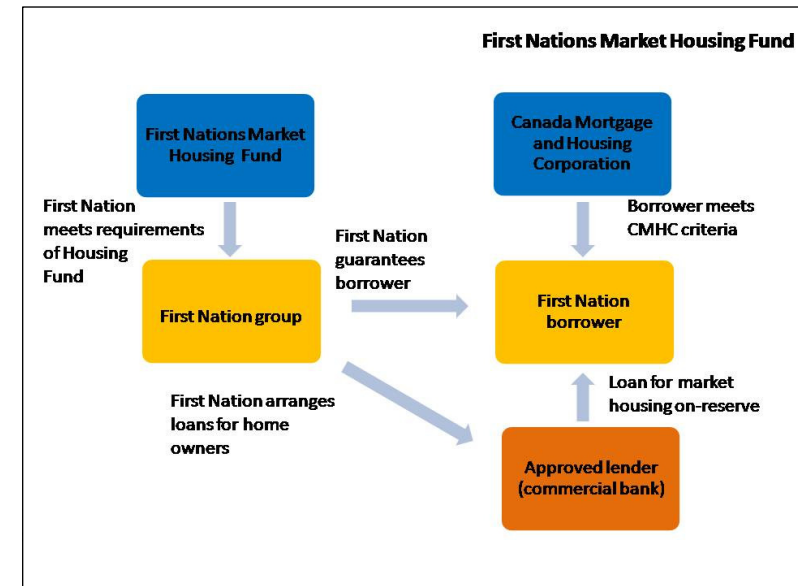 First Nations Market Housing Fund
First Nations Market
Housing Fund
Canada Mortgage
and Housing
Corporation
First Nation
meets requirements
of Housing
Fund
First Nation
guarantees
borrower
Borrower meets
CMHC criteria
First Nation group
First Nation
borrower
First Nation arranges
loans for home
owners
Loan for market
housing on-reserve
Approved lender
(commercial bank)